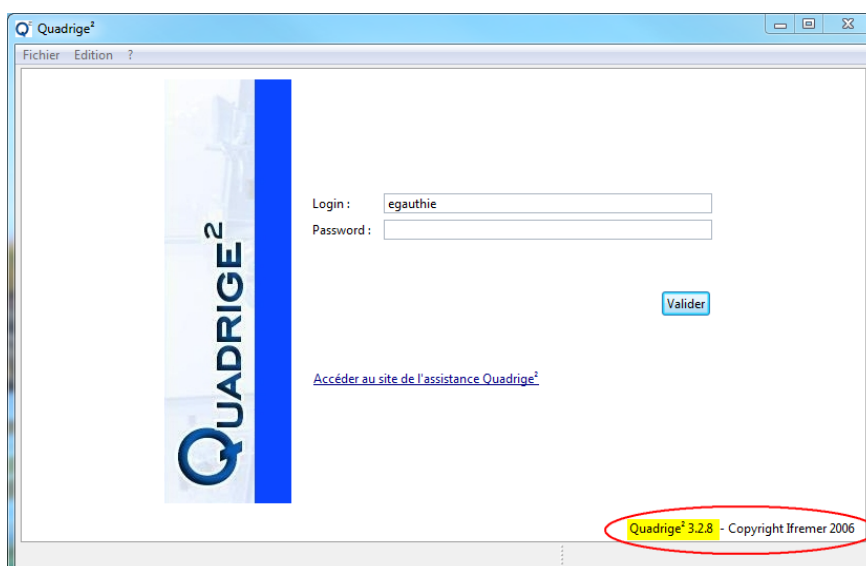 Quadrige²
Fichier Edition ?
QUADRIGE²
Login : egauthie
Password :
Valider
Accéder au site de l'assistance Quadrige²
Quadrige² 3.2.8 - Copyright Ifremer 2006